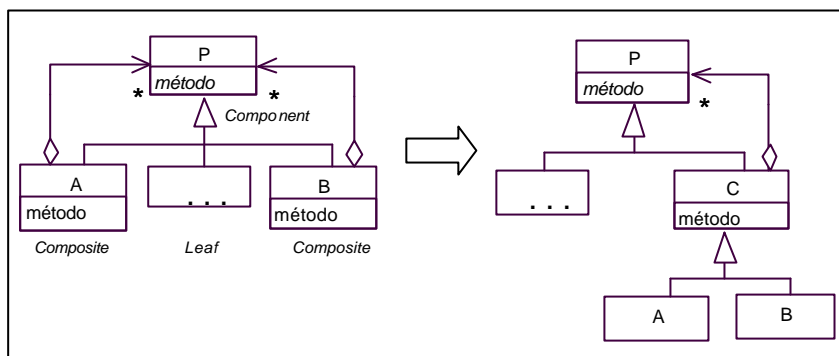 P
método
*
*
Component
A
método
Composite
. . .
Leaf
B
método
Composite
P
método
*
. . .
C
método
A
B